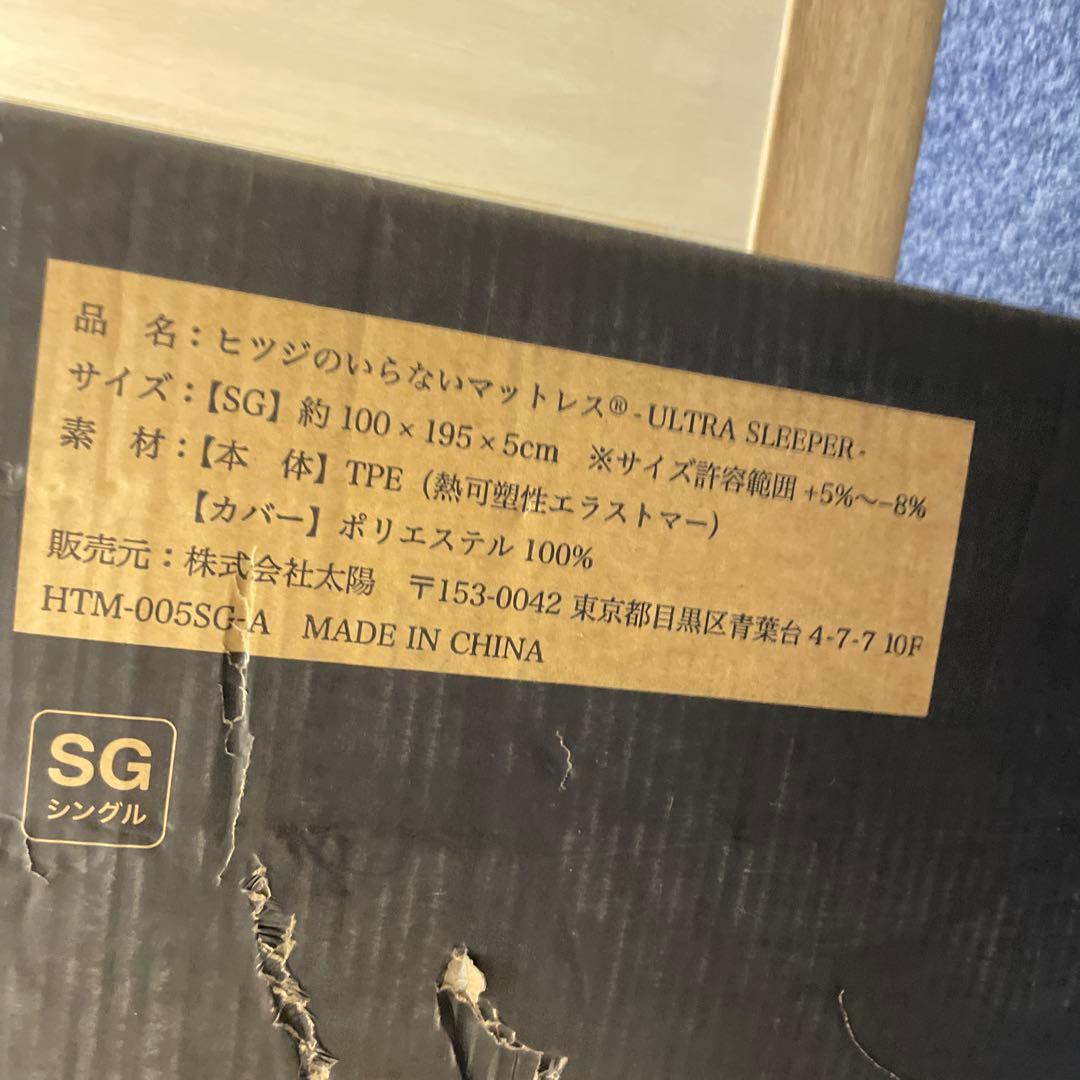 品　名：ヒツジのいらないマットレス® - ULTRA SLEEPER -
サイズ：【SG】約 100 × 195 × 5cm　※サイズ許容範囲 +5%～-8%
素　材：【本　体】TPE（熱可塑性エラストマー）
【カバー】ポリエステル 100%
販売元：株式会社太陽　〒153-0042 東京都目黒区青葉台 4-7-7 10F
HTM-005SG-A　MADE IN CHINA
SG
シングル